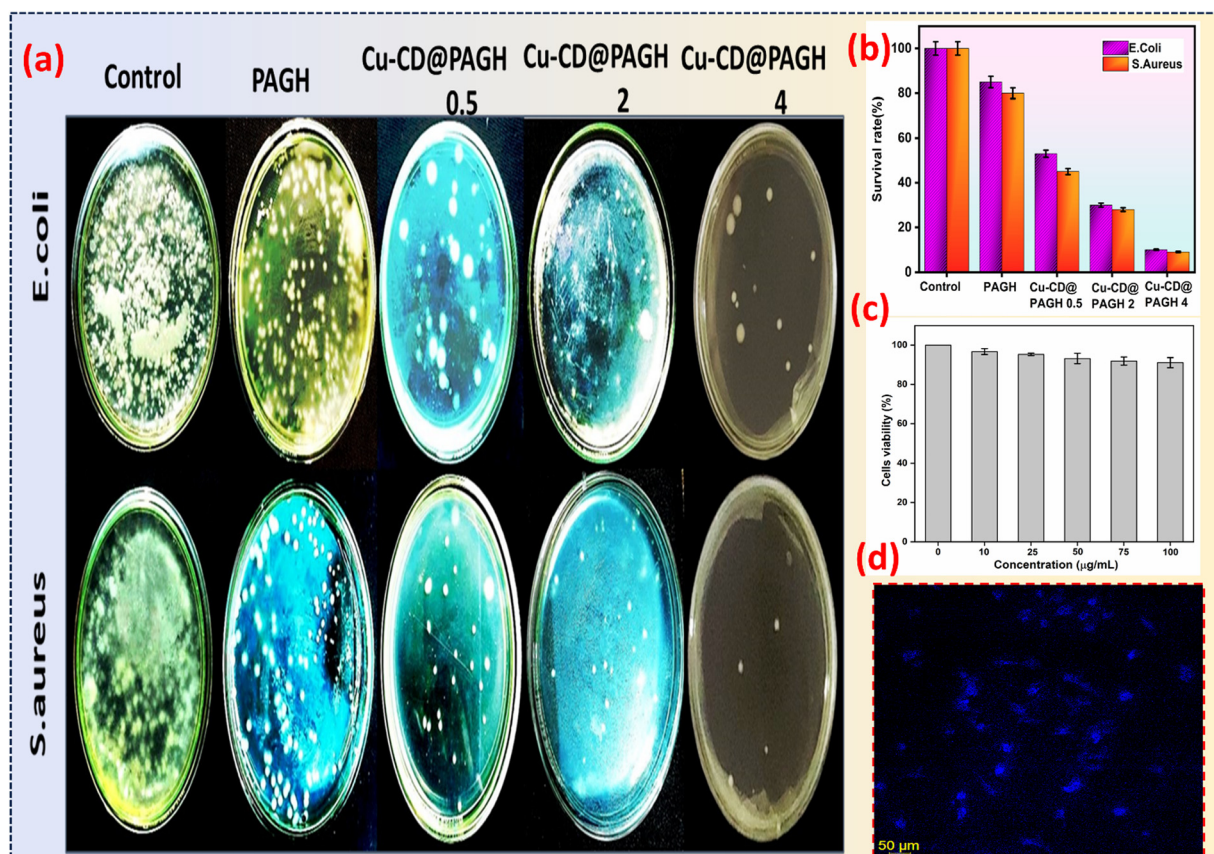 (a)
Control
PAGH
Cu-CD@PAGH
0.5
Cu-CD@PAGH
2
Cu-CD@PAGH
4
E.coli
S.aureus
(b)
E.Coli
S.Aureus
Survival rate(%)
100
80
60
40
20
0
Control
PAGH
Cu-CD@
PAGH 0.5
Cu-CD@
PAGH 2
Cu-CD@
PAGH 4
(c)
Cells viability (%)
100
80
60
40
20
0
0 10 25 50 75 100
Concentration (µg/mL)
(d)
50 µm